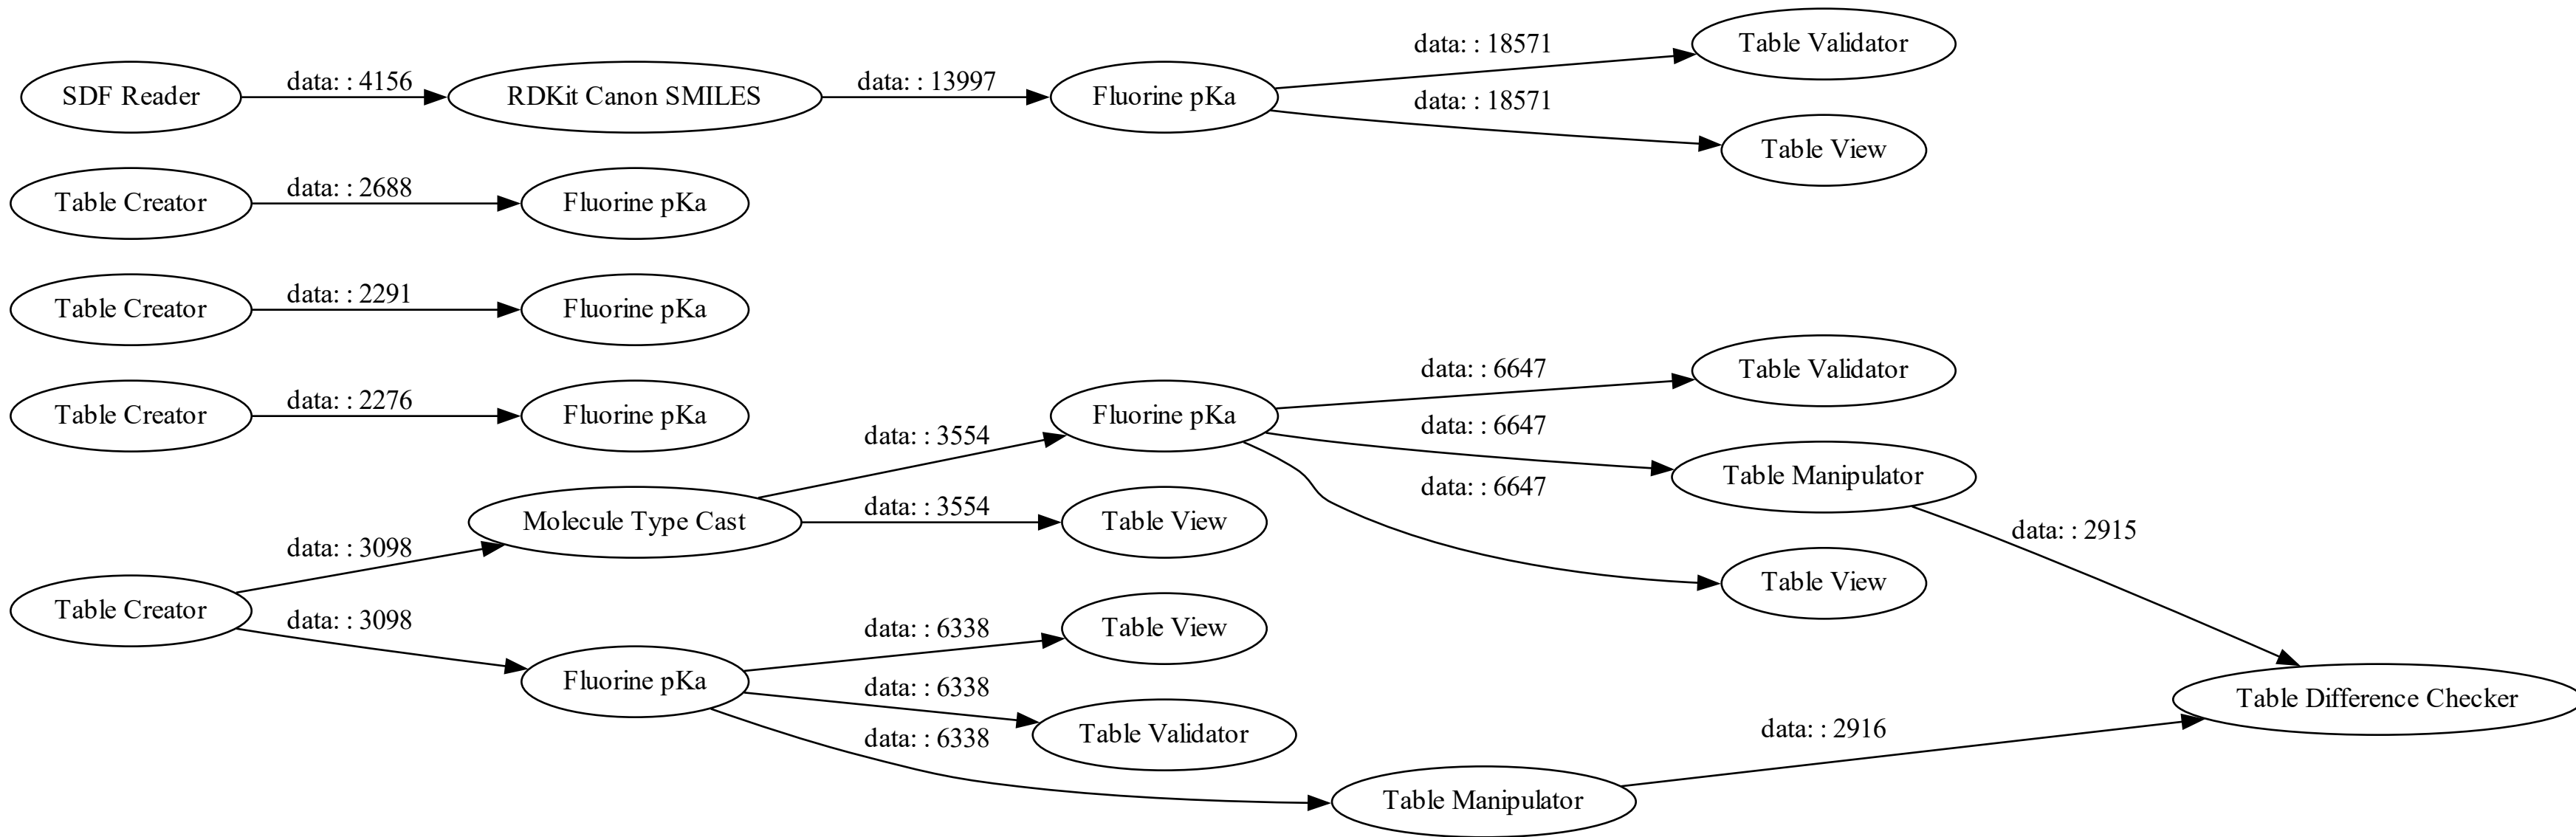 data: : 18571
Table Validator
SDF Reader
data: : 4156
RDKit Canon SMILES
data: : 13997
Fluorine pKa
data: : 18571
Table View
Table Creator
data: : 2688
Fluorine pKa
Table Creator
data: : 2291
Fluorine pKa
Table Creator
data: : 2276
Fluorine pKa
data: : 3554
Fluorine pKa
data: : 6647
Table Validator
data: : 6647
Table Manipulator
data: : 6647
Table View
data: : 2915
Molecule Type Cast
data: : 3554
Table View
data: : 3098
Table Creator
data: : 3098
Fluorine pKa
data: : 6338
Table View
data: : 6338
Table Validator
data: : 6338
Table Manipulator
data: : 2916
Table Difference Checker